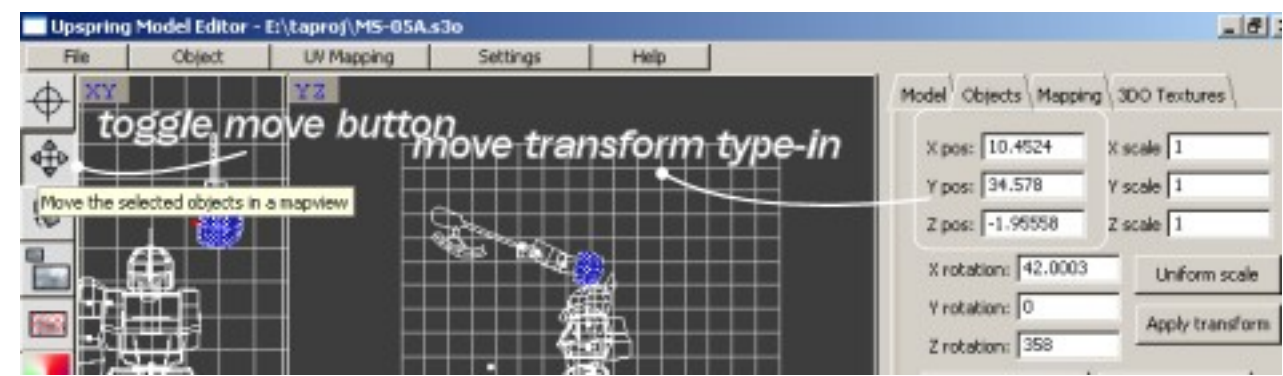 Upspring Model Editor - E:\taproj\MS-05A.s3o
File Object UV Mapping Settings Help
XY YZ
toggle move button
move transform type-in
Move the selected objects in a mapview
Model Objects Mapping 3DO Textures
X pos: 10.4524 X scale 1
Y pos: 34.578 Y scale 1
Z pos: -1.95558 Z scale 1
X rotation: 42.0003 Uniform scale
Y rotation: 0
Apply transform
Z rotation: 358